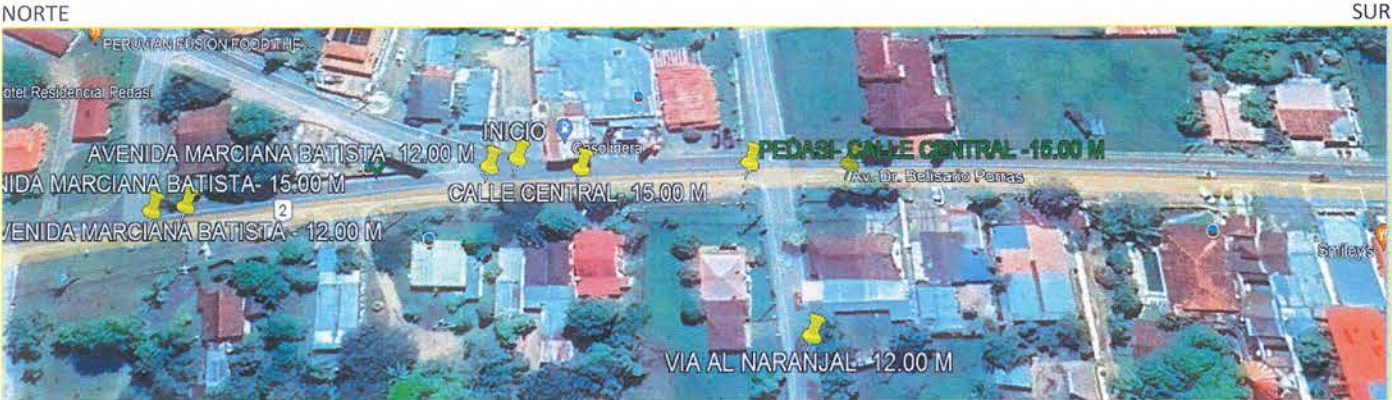 NORTE
SUR
PERUVIAN FUSION FOOD THE...
otel Residencial Pedasí
INICIO
Gasolinera
AVENIDA MARCIANA BATISTA- 12.00 M
PEDASI- CALLE CENTRAL -15.00 M
NIDA MARCIANA BATISTA- 15.00 M
CALLE CENTRAL- 15.00 M
Av. Dr. Belisario Porras
2
VENIDA MARCIANA BATISTA - 12.00 M
Smiley's
VIA AL NARANJAL- 12.00 M